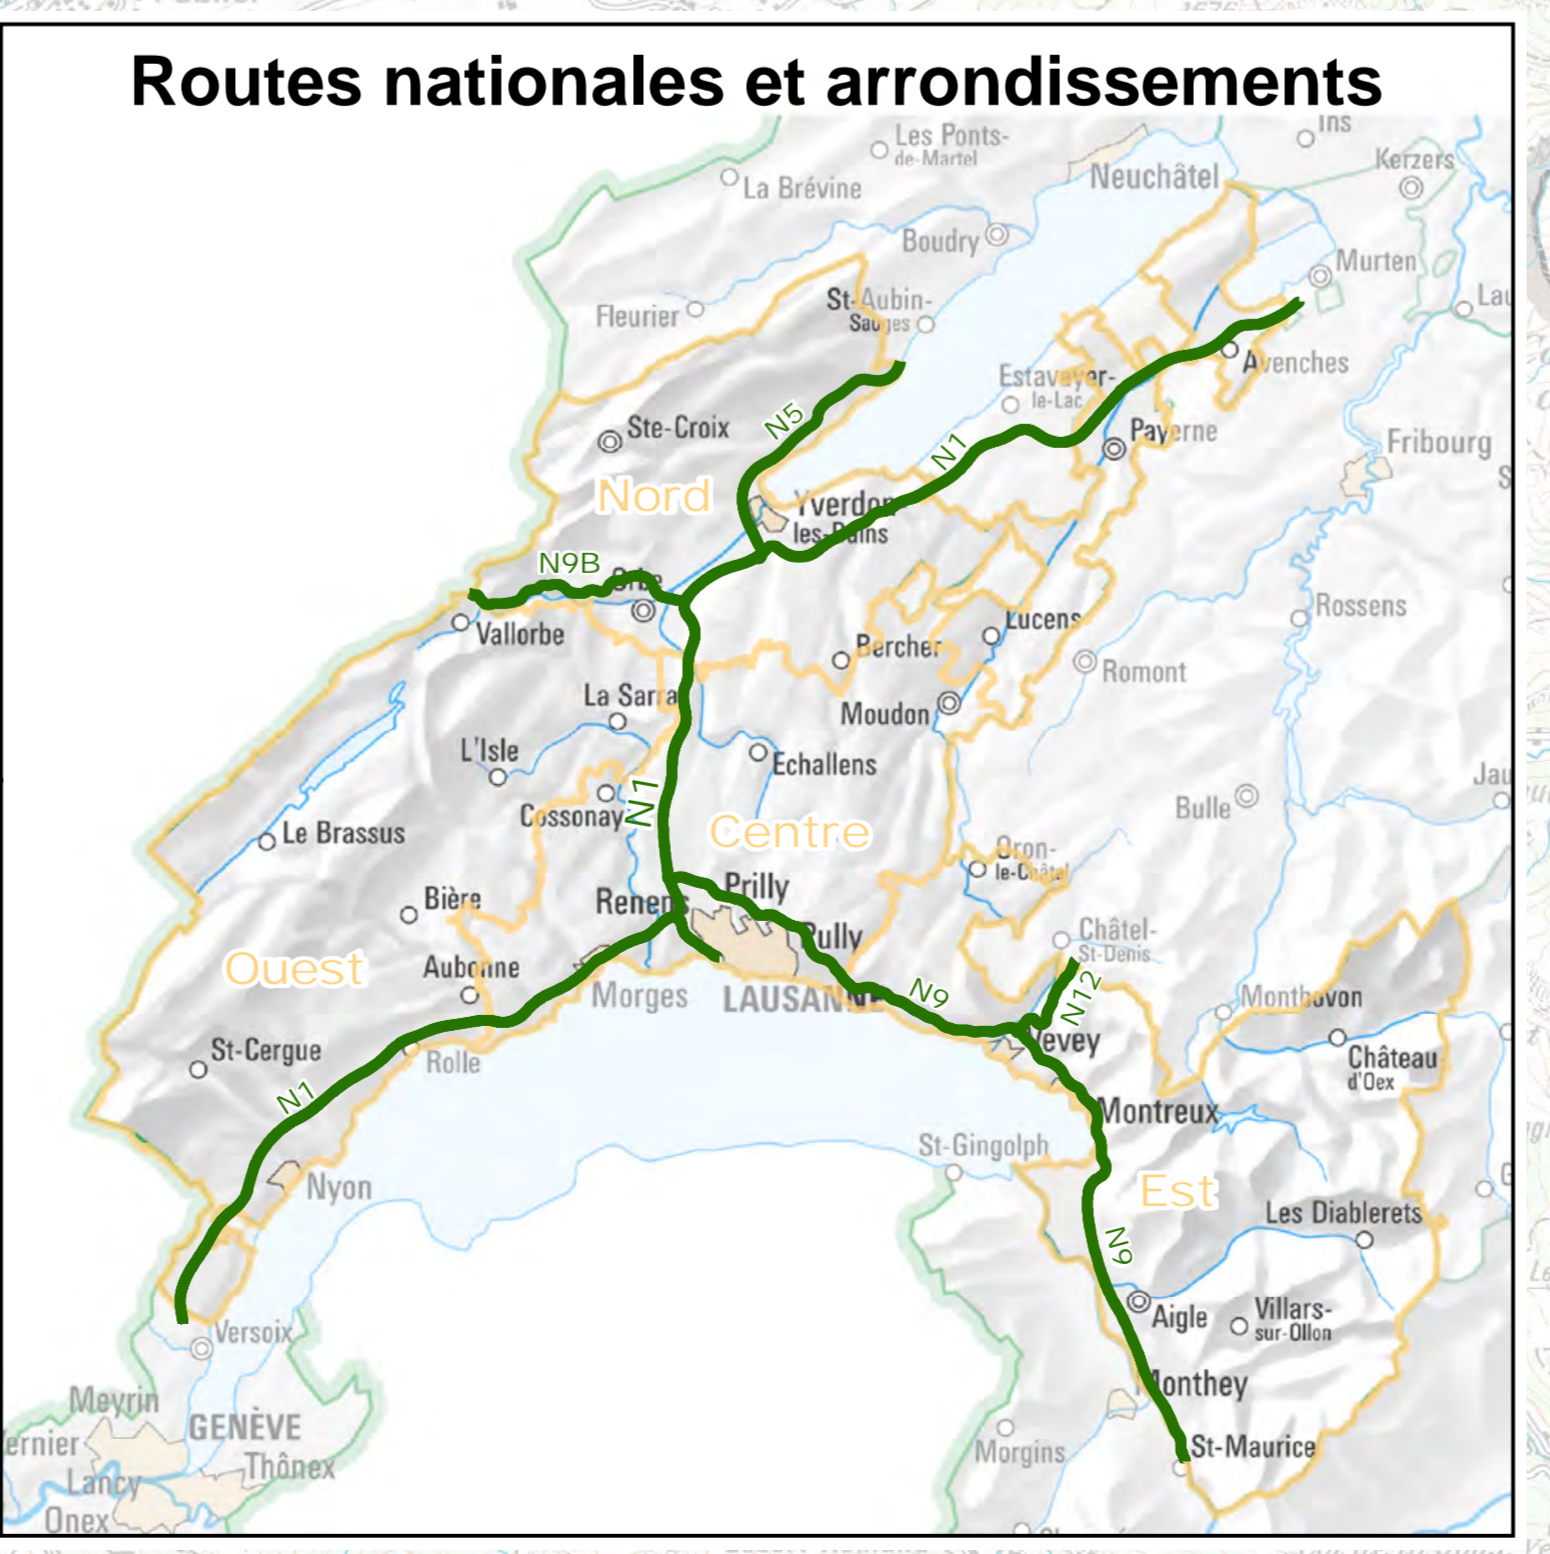 Routes nationales et arrondissements
Les Ponts-
de-Martel
Ins
Kerzers
La Brévine
Neuchâtel
Boudry
Murten
Fleurier
St-Aubin-
Sauges
Lau
Avenches
Estavayer-
le-Lac
Ste-Croix
N5
N1
Payerne
Fribourg
Nord
Yverdon-
les-Bains
N9B
Orbe
Vallorbe
Lucens
Rossens
Bercher
Romont
La Sarra
Moudon
L'Isle
Echallens
Jau
N1
Cossonay
Bulle
Le Brassus
Centre
Oron-
le-Châtel
Prilly
Bière
Renens
Pully
Châtel-
St-Denis
Ouest
Aubonne
Morges
LAUSANNE
N9
N12
Montbovon
Vevey
St-Cergue
Rolle
Château
d'Oex
N1
Montreux
St-Gingolph
Nyon
Est
Les Diablerets
N9
Aigle
Villars-
sur-Ollon
Versoix
Monthey
Meyrin
GENÈVE
ernier
Thônex
Morgins
St-Maurice
Lancy
Onex